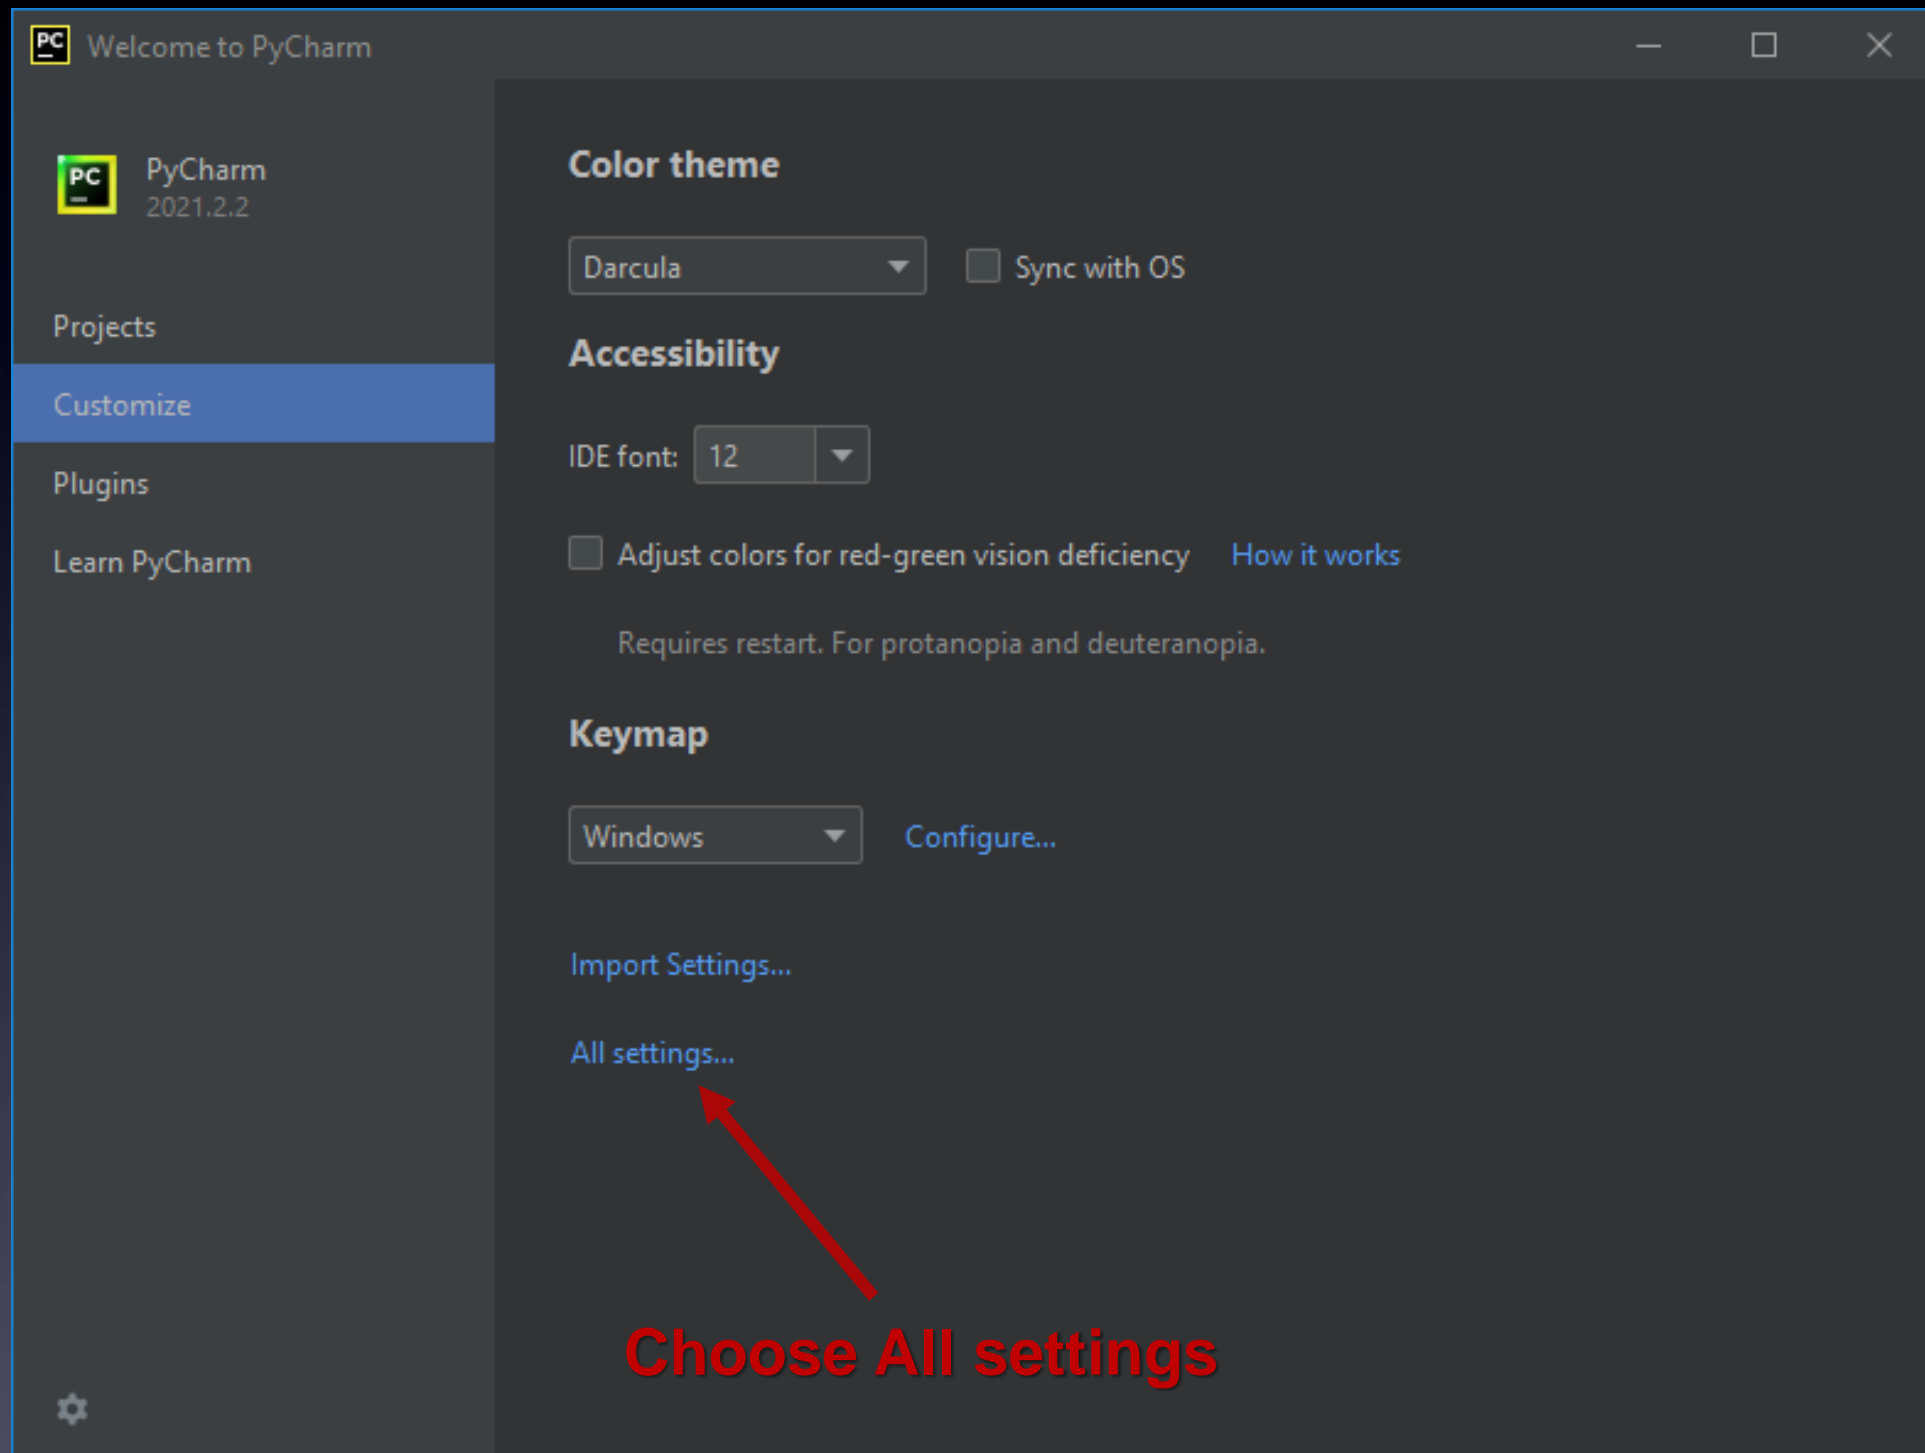 PC Welcome to PyCharm
PC
PyCharm
2021.2.2
Projects
Customize
Plugins
Learn PyCharm
Color theme
Darcula Sync with OS
Accessibility
IDE font: 12
Adjust colors for red-green vision deficiency How it works
Requires restart. For protanopia and deuteranopia.
Keymap
Windows Configure...
Import Settings...
All settings...
Choose All settings